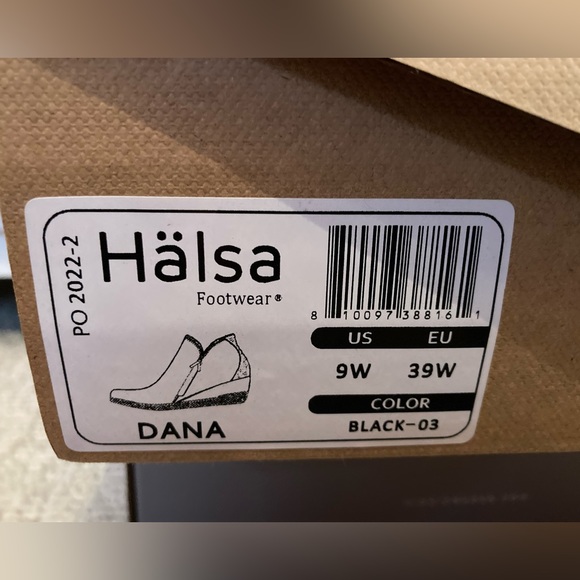 PO 2022-2
Hälsa
Footwear®
8 10097 38816 1
US EU
9W 39W
COLOR
BLACK-03
DANA